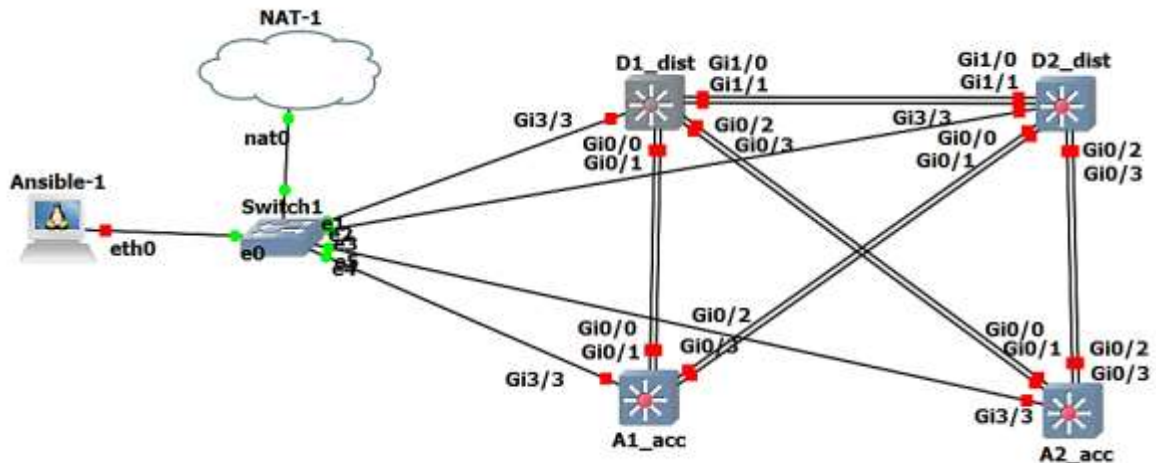 NAT-1
nat0
Ansible-1
eth0
Switch1
e0
e1
e2
e3
e4
D1_dist
Gi1/0
Gi1/1
Gi3/3
Gi0/0
Gi0/1
Gi0/2
Gi0/3
D2_dist
Gi1/0
Gi1/1
Gi3/3
Gi0/0
Gi0/1
Gi0/2
Gi0/3
A1_acc
Gi0/0
Gi0/1
Gi0/2
Gi0/3
Gi3/3
A2_acc
Gi0/0
Gi0/1
Gi0/2
Gi0/3
Gi3/3